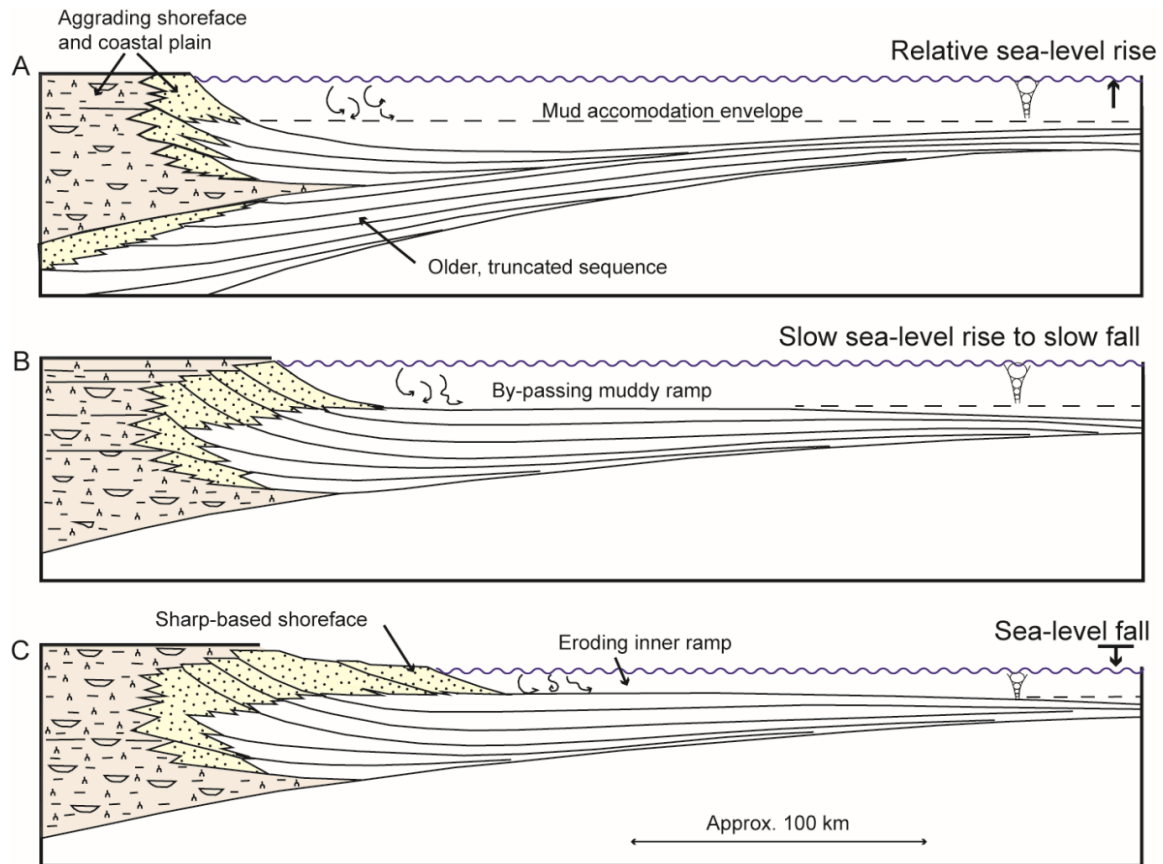 Aggrading shoreface
and coastal plain
A
Relative sea-level rise
Mud accomodation envelope
Older, truncated sequence
Slow sea-level rise to slow fall
B
By-passing muddy ramp
Sharp-based shoreface
Eroding inner ramp
Sea-level fall
C
Approx. 100 km